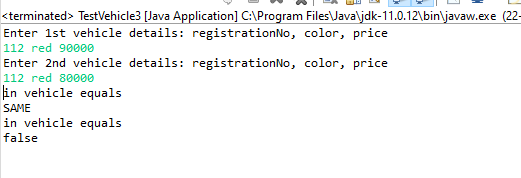 <terminated> TestVehicle3 [Java Application] C:\Program Files\Java\jdk-11.0.12\bin\javaw.exe (22-
Enter 1st vehicle details: registrationNo, color, price
112 red 90000
Enter 2nd vehicle details: registrationNo, color, price
112 red 80000
in vehicle equals
SAME
in vehicle equals
false